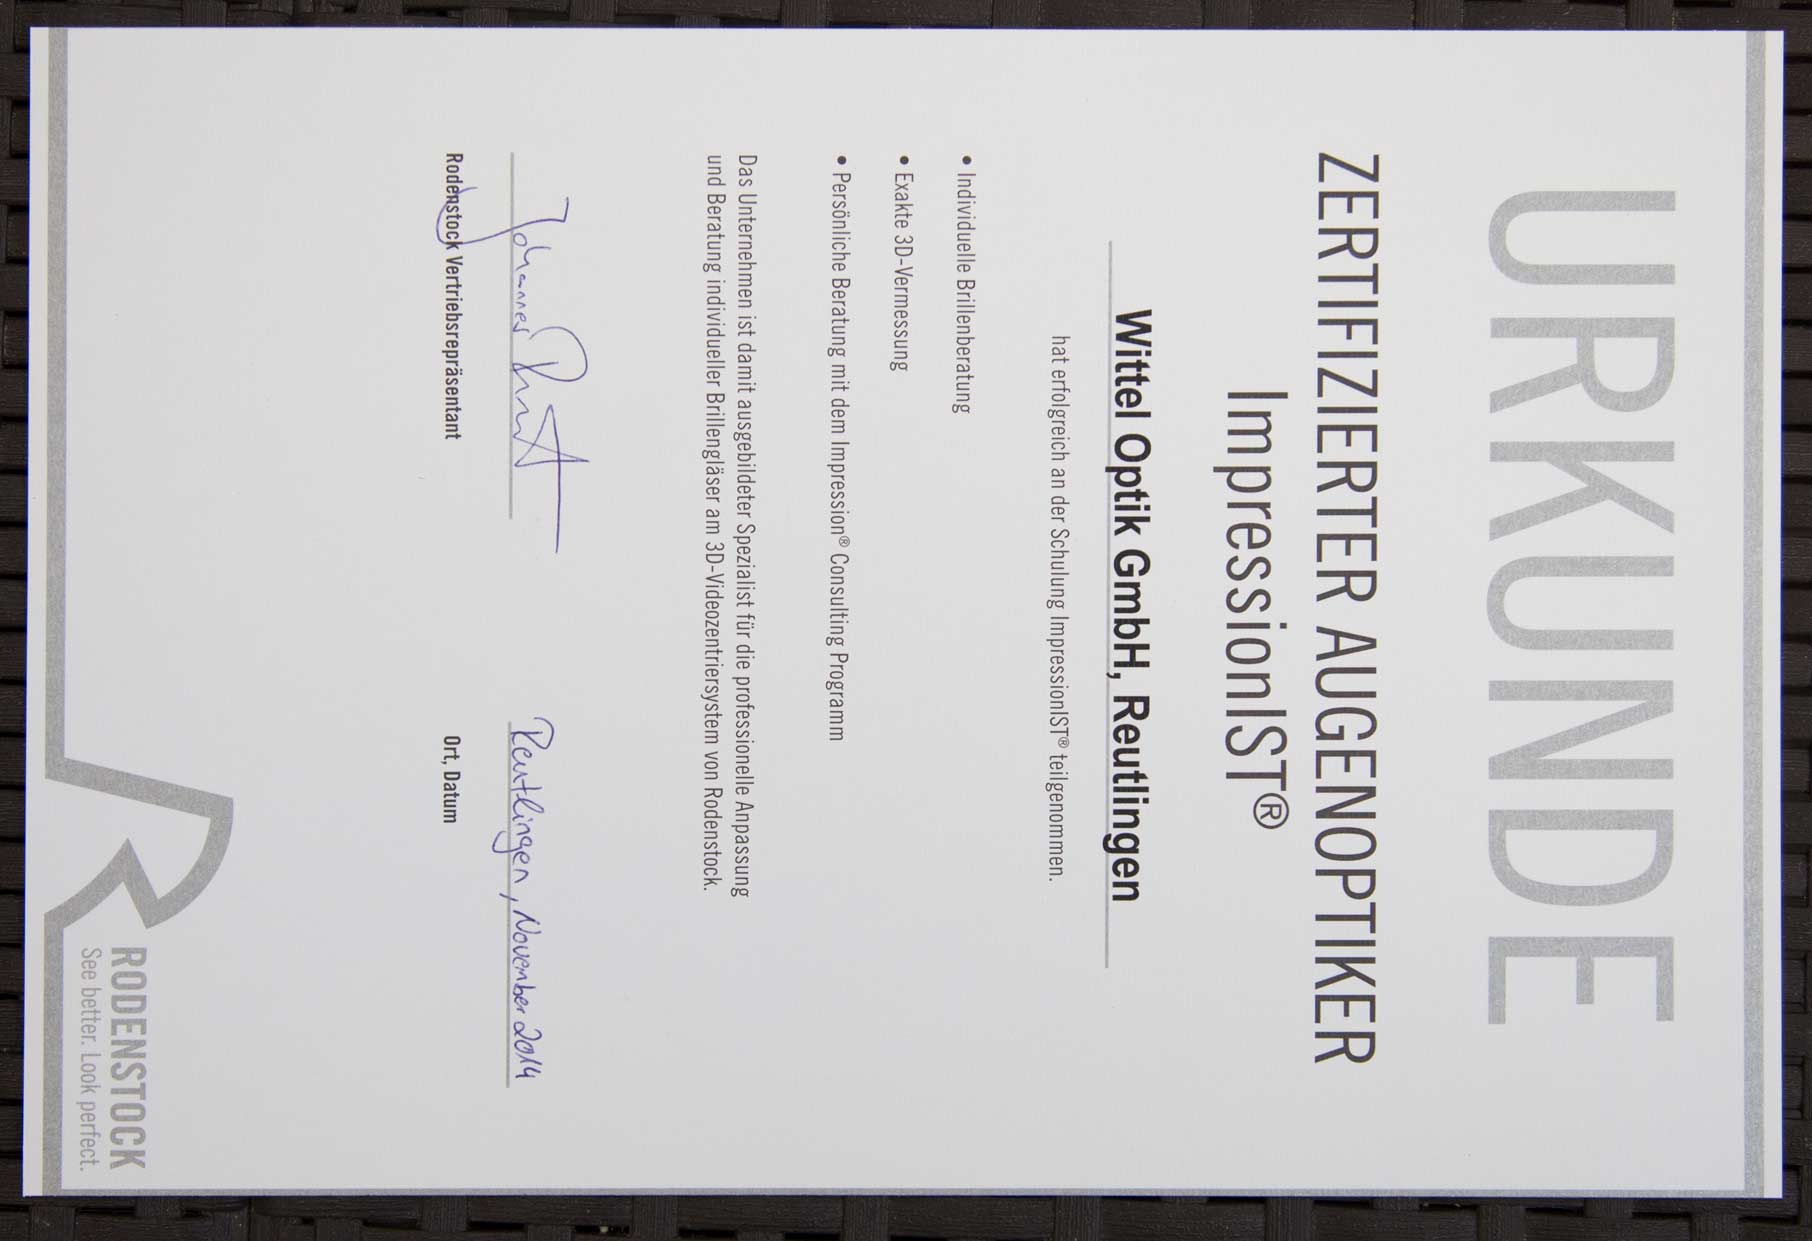 URKUNDE
ZERTIFIZIERTER AUGENOPTIKER
ImpressionIST®
Wittel Optik GmbH, Reutlingen
hat erfolgreich an der Schulung ImpressionIST® teilgenommen.
• Individuelle Brillenberatung
• Exakte 3D-Vermessung
• Persönliche Beratung mit dem Impression® Consulting Programm
Das Unternehmen ist damit ausgebildeter Spezialist für die professionelle Anpassung
und Beratung individueller Brillengläser am 3D-Videozentriersystem von Rodenstock.
Johannes
Reutlingen, November 2014
Rodenstock Vertriebsrepräsentant
Ort, Datum
RODENSTOCK
See better. Look perfect.